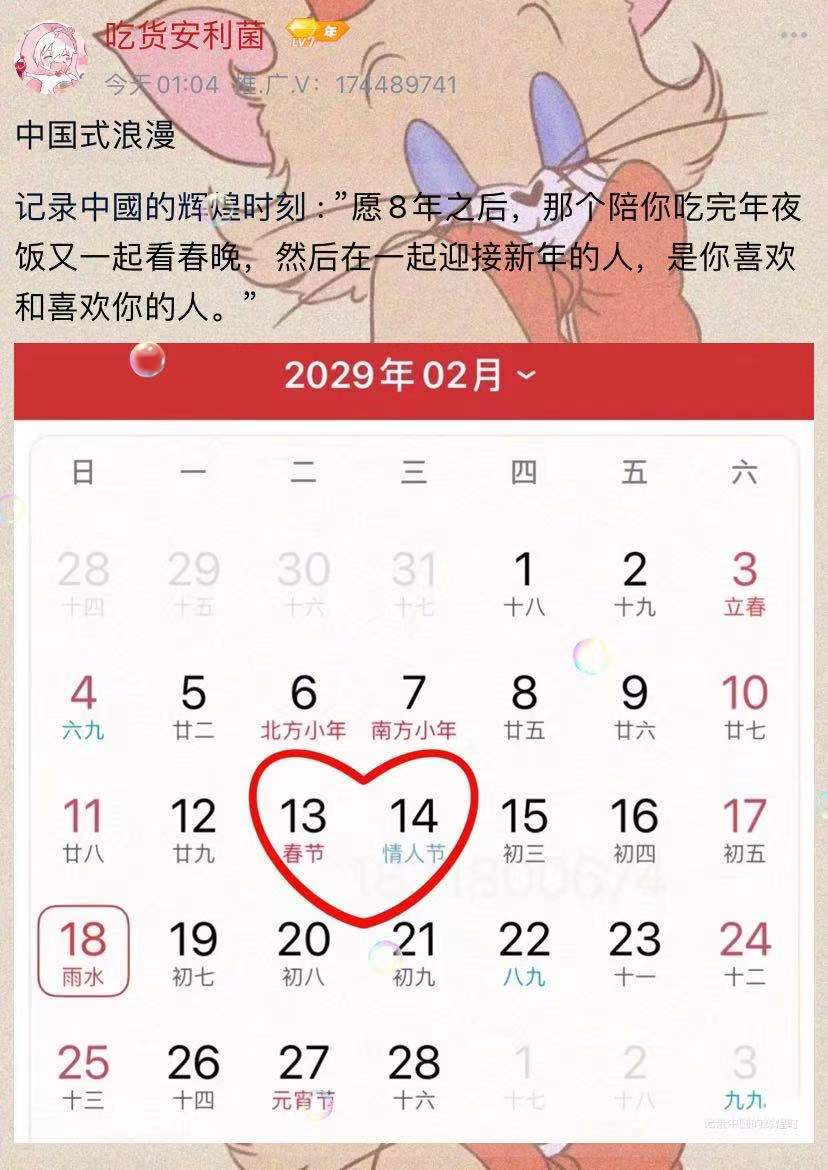 吃货安利菌
LV7 年
今天 01:04 推.广.V：174489741
中国式浪漫
记录中國的辉煌时刻 : ”愿 8 年之后，那个陪你吃完年夜
饭又一起看春晚，然后在一起迎接新年的人，是你喜欢
和喜欢你的人。”
2029年02月
日 一 二 三 四 五 六
28 29 30 31 1 2 3
十四 十五 十六 十七 十八 十九 立春
4 5 6 7 8 9 10
六九 廿二 北方小年 南方小年 廿五 廿六 廿七
11 12 13 14 15 16 17
廿八 廿九 春节 情人节 初三 初四 初五
18 19 20 21 22 23 24
雨水 初七 初八 初九 八九 十一 十二
25 26 27 28 1 2 3
十三 十四 元宵节 十六 十七 十八 九九
记录中國的辉煌时